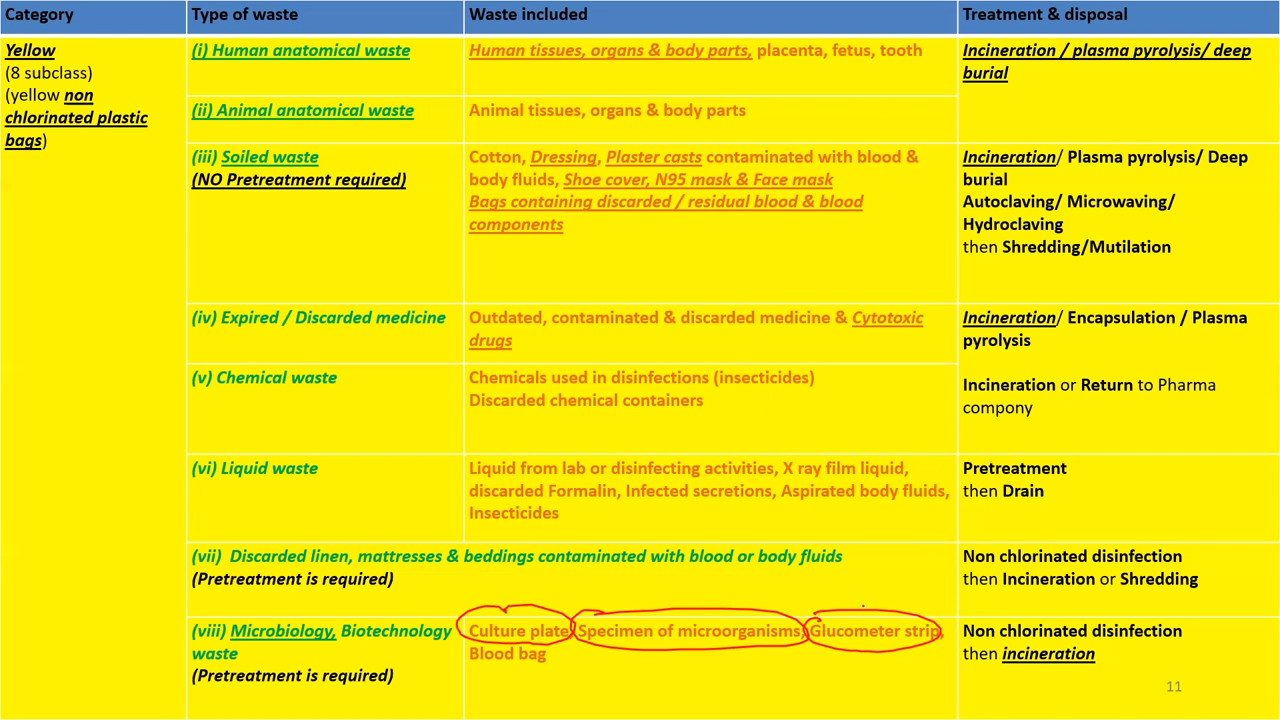 Category
Type of waste
Waste included
Treatment & disposal
Yellow
(8 subclass)
(yellow non
chlorinated plastic
bags)
(i) Human anatomical waste
Human tissues, organs & body parts, placenta, fetus, tooth
Incineration / plasma pyrolysis/ deep
burial
(ii) Animal anatomical waste
Animal tissues, organs & body parts
(iii) Soiled waste
(NO Pretreatment required)
Cotton, Dressing, Plaster casts contaminated with blood &
body fluids, Shoe cover, N95 mask & Face mask
Bags containing discarded / residual blood & blood
components
Incineration/ Plasma pyrolysis/ Deep
burial
Autoclaving/ Microwaving/
Hydroclaving
then Shredding/Mutilation
(iv) Expired / Discarded medicine
Outdated, contaminated & discarded medicine & Cytotoxic
drugs
Incineration/ Encapsulation / Plasma
pyrolysis
(v) Chemical waste
Chemicals used in disinfections (insecticides)
Discarded chemical containers
Incineration or Return to Pharma
compony
(vi) Liquid waste
Liquid from lab or disinfecting activities, X ray film liquid,
discarded Formalin, Infected secretions, Aspirated body fluids,
Insecticides
Pretreatment
then Drain
(vii) Discarded linen, mattresses & beddings contaminated with blood or body fluids
(Pretreatment is required)
Non chlorinated disinfection
then Incineration or Shredding
(viii) Microbiology, Biotechnology
waste
(Pretreatment is required)
Culture plate, Specimen of microorganisms, Glucometer strip,
Blood bag
Non chlorinated disinfection
then incineration
11